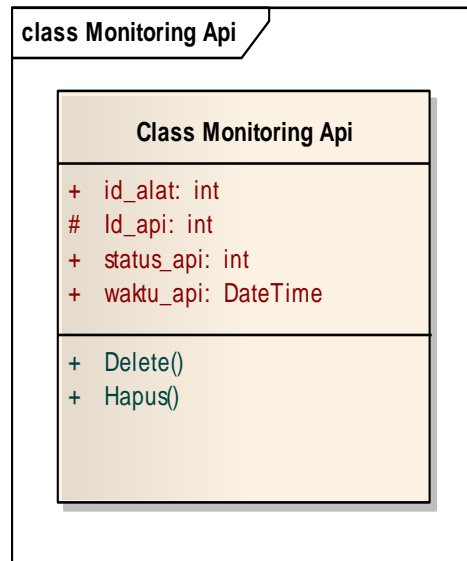 class Monitoring Api
Class Monitoring Api
+ id_alat: int
# Id_api: int
+ status_api: int
+ waktu_api: DateTime
+ Delete()
+ Hapus()